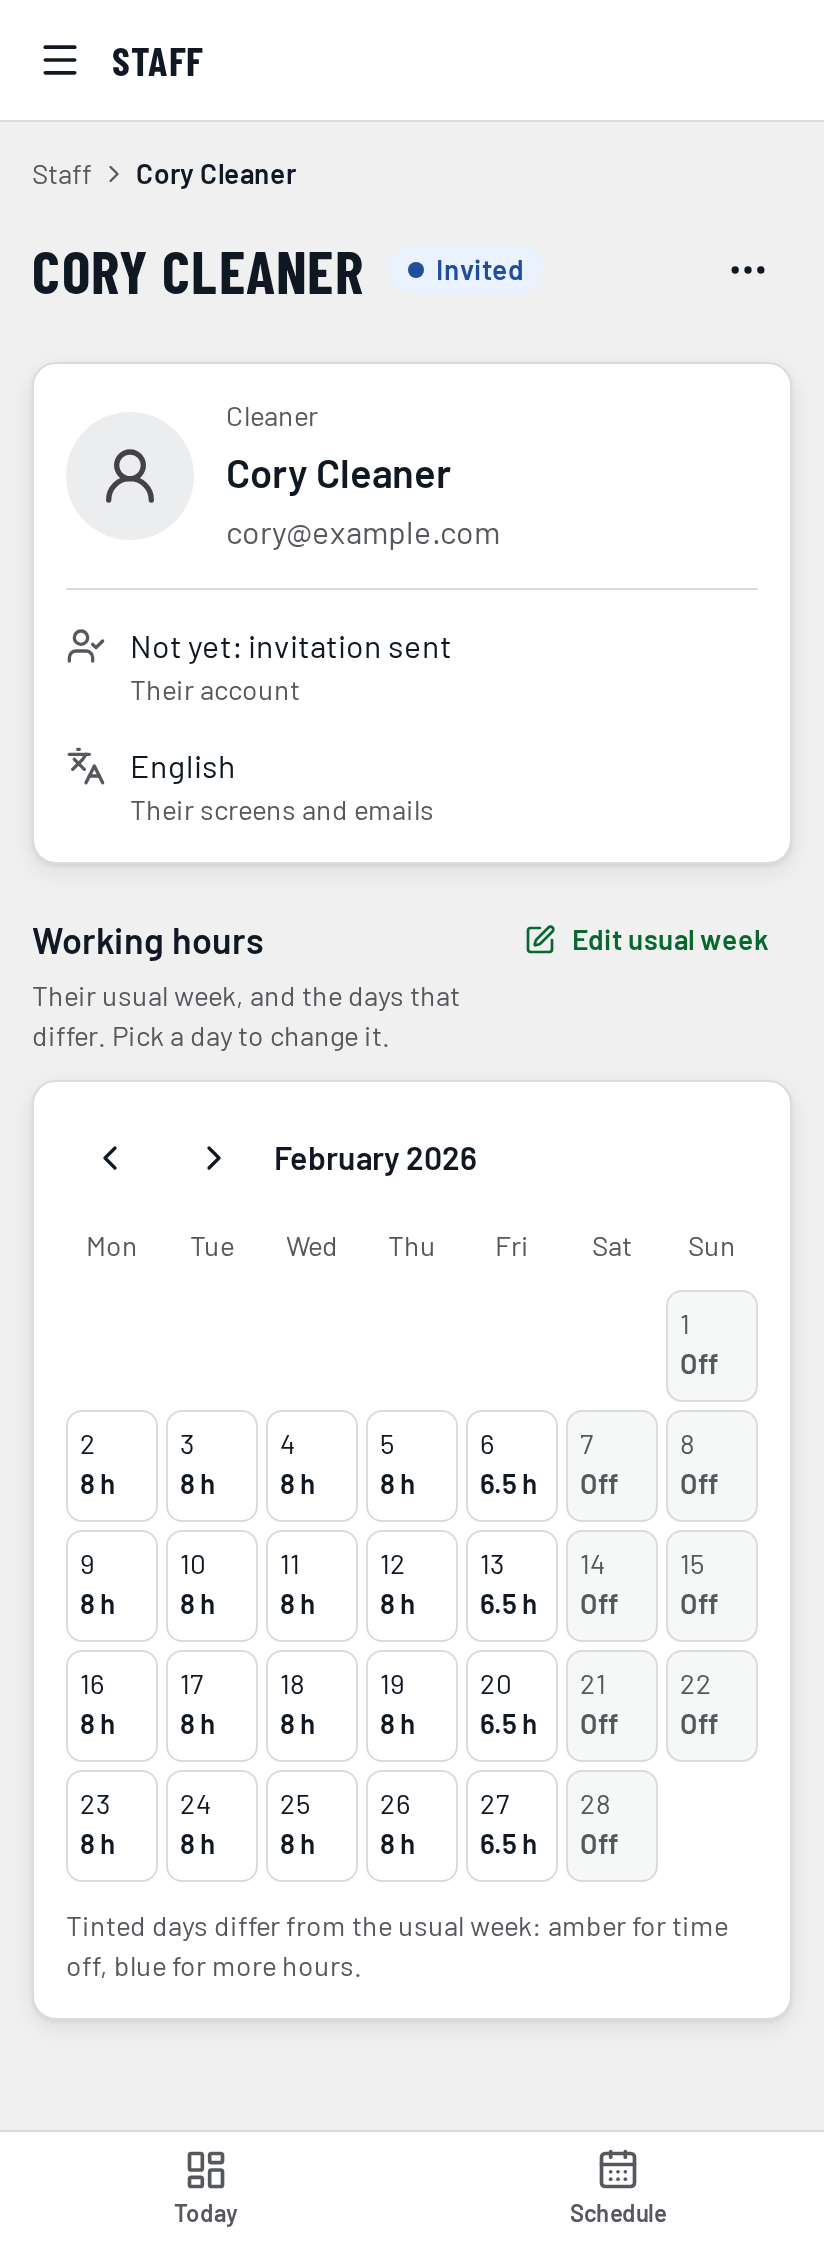 STAFF
Staff > Cory Cleaner
CORY CLEANER
Invited
Cleaner
Cory Cleaner
cory@example.com
Not yet: invitation sent
Their account
English
Their screens and emails
Working hours
Edit usual week
Their usual week, and the days that
differ. Pick a day to change it.
February 2026
Mon Tue Wed Thu Fri Sat Sun
1
Off
2 3 4 5 6 7 8
8 h 8 h 8 h 8 h 6.5 h Off Off
9 10 11 12 13 14 15
8 h 8 h 8 h 8 h 6.5 h Off Off
16 17 18 19 20 21 22
8 h 8 h 8 h 8 h 6.5 h Off Off
23 24 25 26 27 28
8 h 8 h 8 h 8 h 6.5 h Off
Tinted days differ from the usual week: amber for time
off, blue for more hours.
Today Schedule